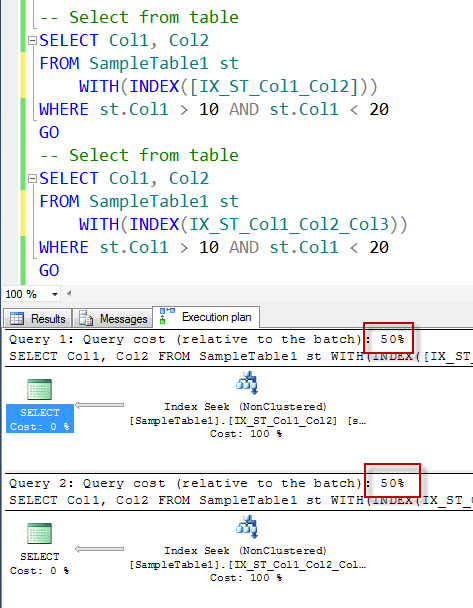 -- Select from table
SELECT Col1, Col2
FROM SampleTable1 st
WITH(INDEX([IX_ST_Col1_Col2]))
WHERE st.Col1 > 10 AND st.Col1 < 20
GO
-- Select from table
SELECT Col1, Col2
FROM SampleTable1 st
WITH(INDEX(IX_ST_Col1_Col2_Col3))
WHERE st.Col1 > 10 AND st.Col1 < 20
GO
100 %
Results Messages Execution plan
Query 1: Query cost (relative to the batch): 50%
SELECT Col1, Col2 FROM SampleTable1 st WITH(INDEX([IX_ST_
SELECT
Cost: 0 %
Index Seek (NonClustered)
[SampleTable1].[IX_ST_Col1_Col2] [s…
Cost: 100 %
Query 2: Query cost (relative to the batch): 50%
SELECT Col1, Col2 FROM SampleTable1 st WITH(INDEX(IX_ST_C
SELECT
Cost: 0 %
Index Seek (NonClustered)
[SampleTable1].[IX_ST_Col1_Col2_Col…
Cost: 100 %